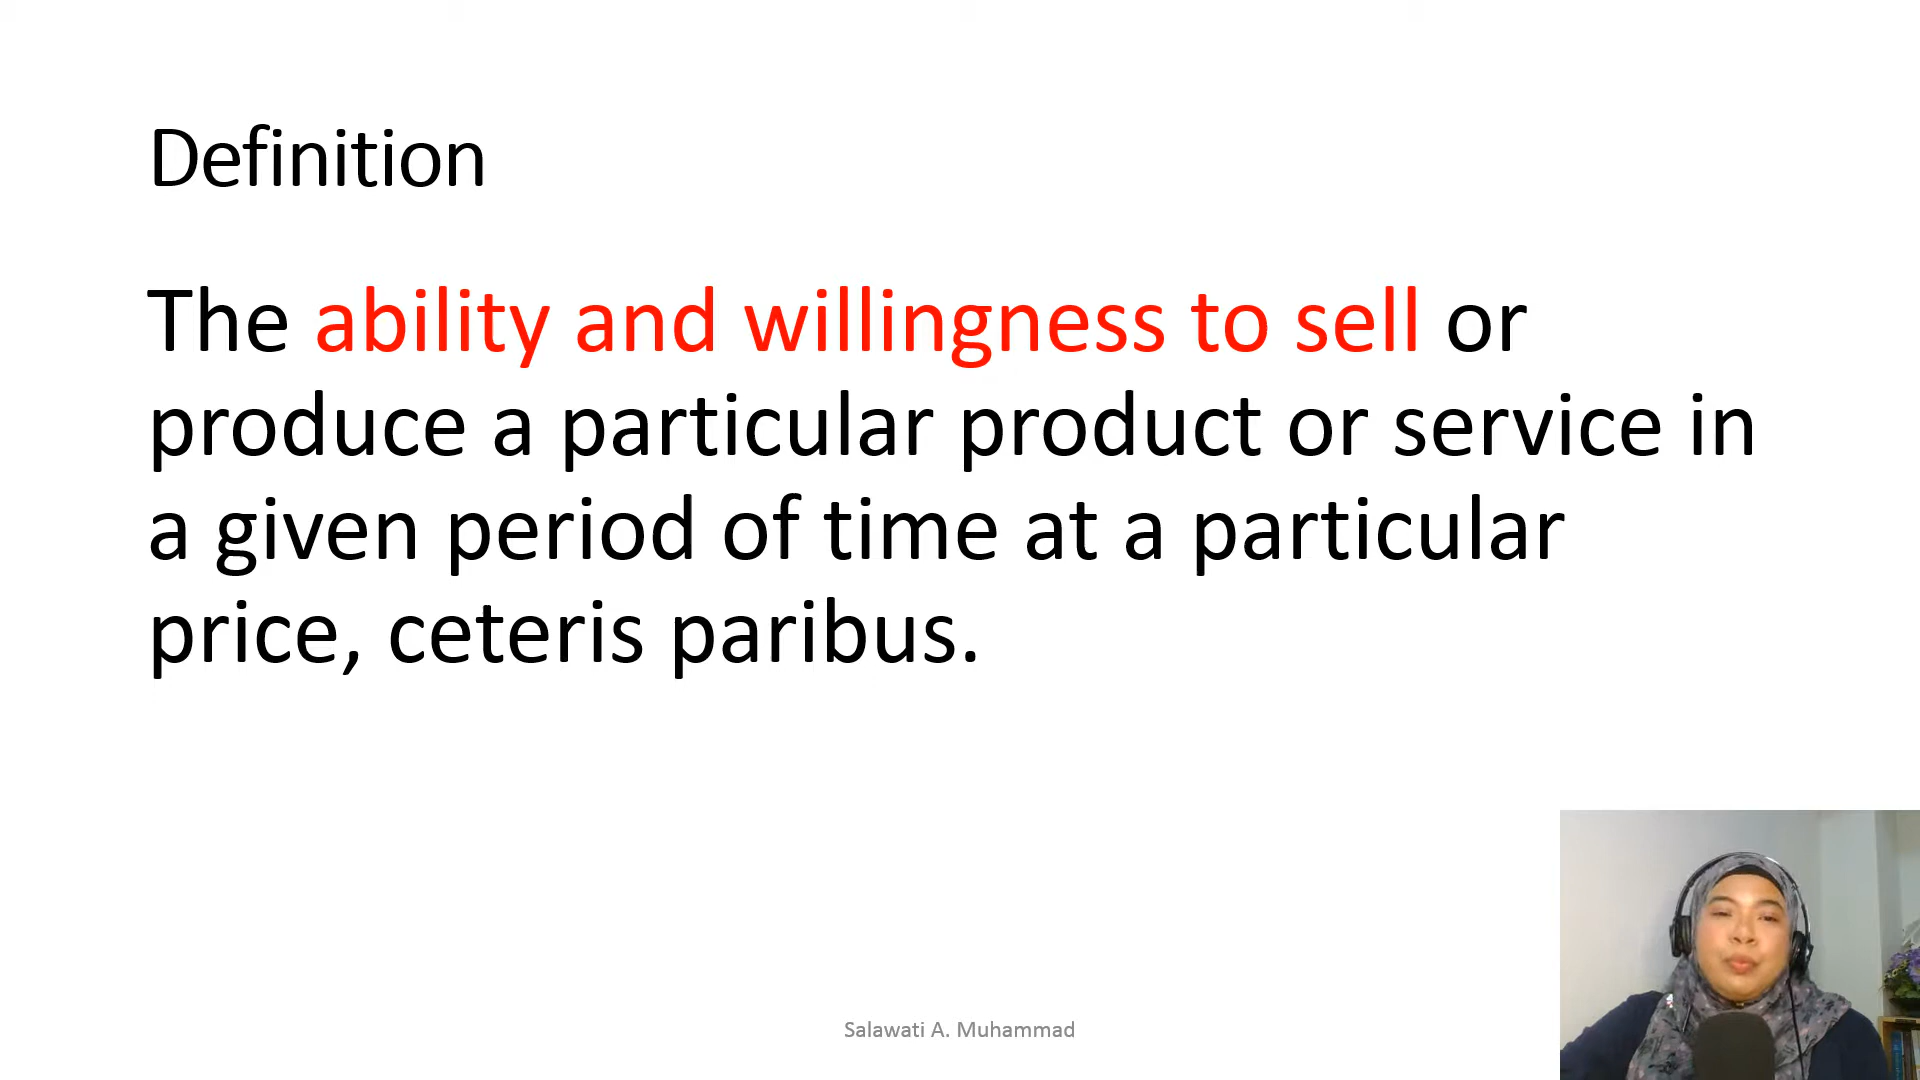 Definition
The ability and willingness to sell or
produce a particular product or service in
a given period of time at a particular
price, ceteris paribus.
Salawati A. Muhammad